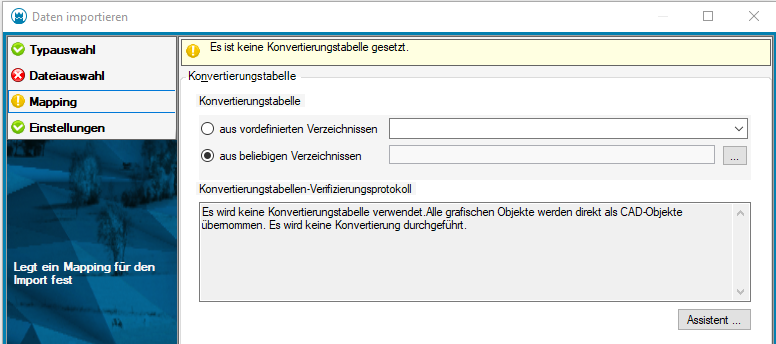 Daten importieren
Typauswahl
Dateiauswahl
Mapping
Einstellungen
Legt ein Mapping für den
Import fest
Es ist keine Konvertierungstabelle gesetzt.
Konvertierungstabelle
Konvertierungstabelle
aus vordefinierten Verzeichnissen
aus beliebigen Verzeichnissen
...
Konvertierungstabellen-Verifizierungsprotokoll
Es wird keine Konvertierungstabelle verwendet.Alle grafischen Objekte werden direkt als CAD-Objekte
übernommen. Es wird keine Konvertierung durchgeführt.
Assistent ...